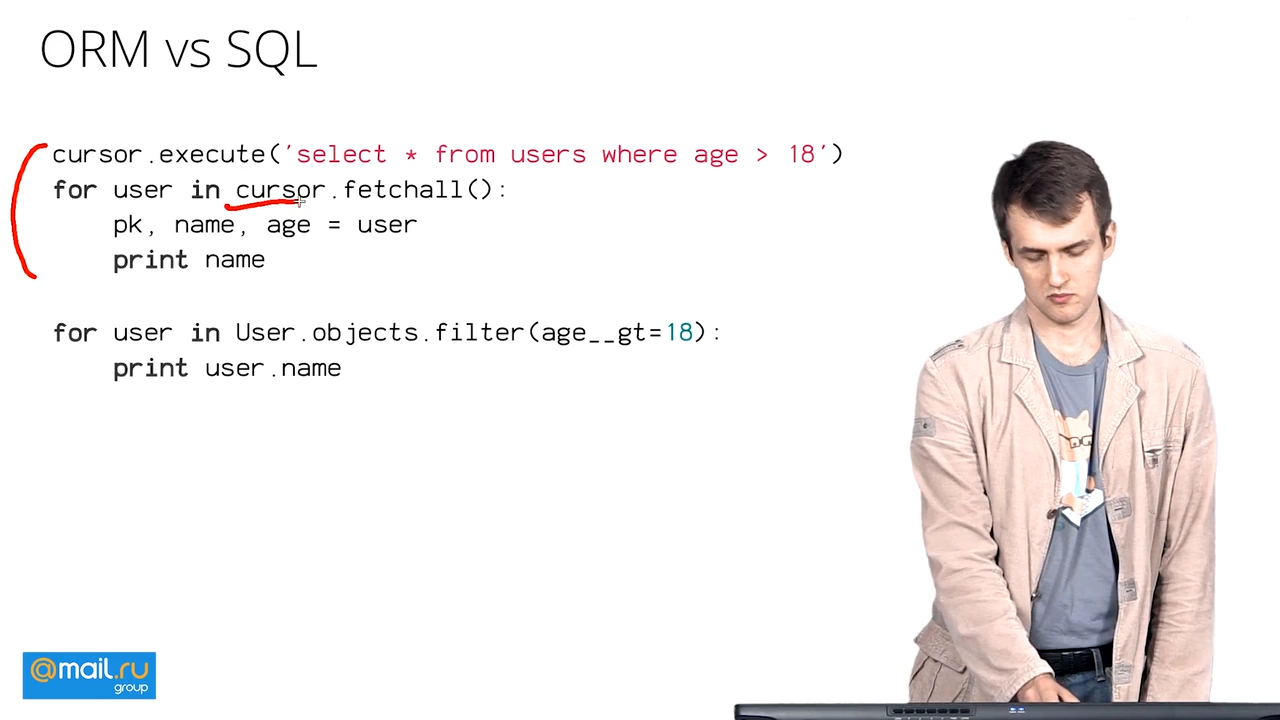 ORM vs SQL
cursor.execute('select * from users where age > 18')
for user in cursor.fetchall():
    pk, name, age = user
    print name
for user in User.objects.filter(age__gt=18):
    print user.name
@mail.ru
group